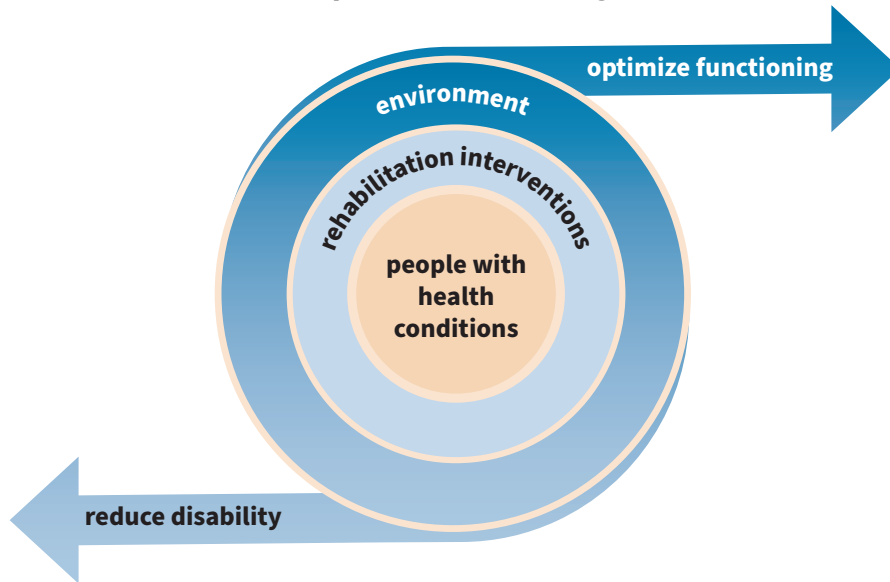 optimize functioning
environment
rehabilitation interventions
people with
health
conditions
reduce disability